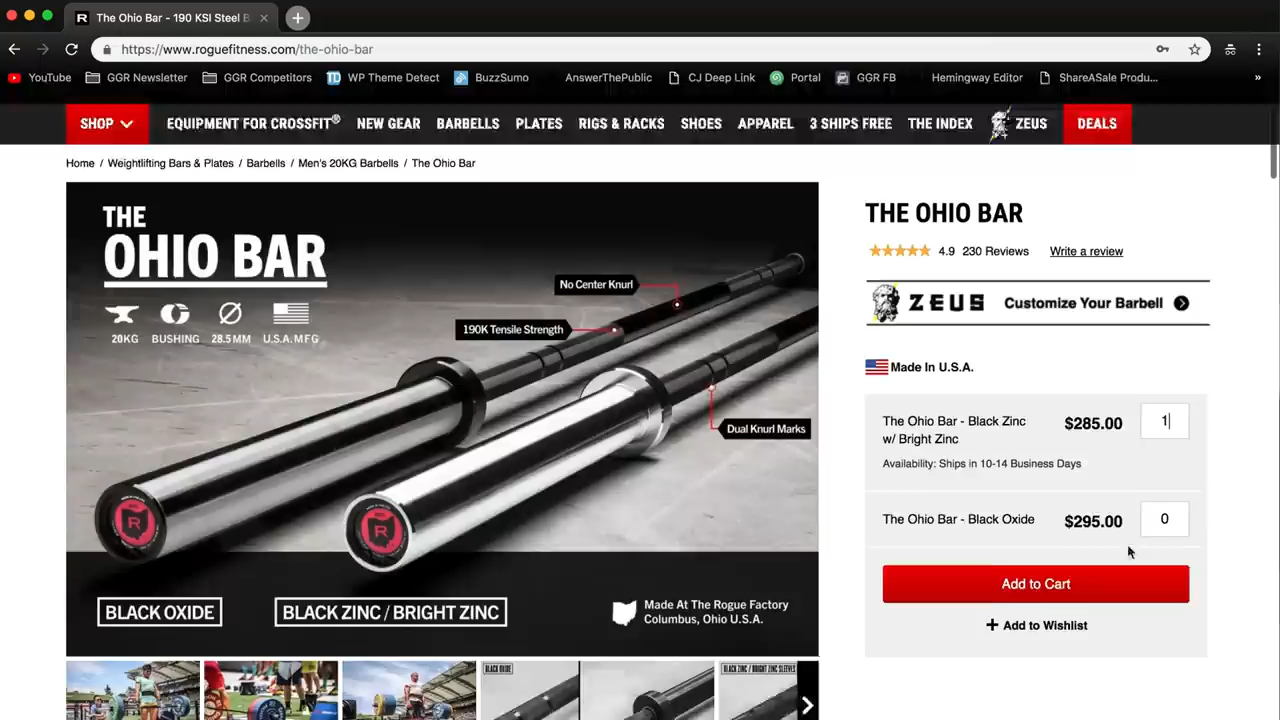 R The Ohio Bar - 190 KSI Steel B
https://www.roguefitness.com/the-ohio-bar
YouTube GGR Newsletter GGR Competitors WP Theme Detect BuzzSumo AnswerThePublic CJ Deep Link Portal GGR FB Hemingway Editor ShareASale Produ... »
SHOP EQUIPMENT FOR CROSSFIT® NEW GEAR BARBELLS PLATES RIGS & RACKS SHOES APPAREL 3 SHIPS FREE THE INDEX ZEUS DEALS
Home / Weightlifting Bars & Plates / Barbells / Men's 20KG Barbells / The Ohio Bar
THE
OHIO BAR
20KG BUSHING 28.5MM U.S.A. MFG
No Center Knurl
190K Tensile Strength
Dual Knurl Marks
R
R
BLACK OXIDE
BLACK ZINC / BRIGHT ZINC
Made At The Rogue Factory
Columbus, Ohio U.S.A.
BLACK OXIDE
BLACK ZINC / BRIGHT ZINC SLEEVES
THE OHIO BAR
4.9 230 Reviews Write a review
ZEUS Customize Your Barbell
Made In U.S.A.
The Ohio Bar - Black Zinc
w/ Bright Zinc
$285.00 1
Availability: Ships in 10-14 Business Days
The Ohio Bar - Black Oxide $295.00 0
Add to Cart
+ Add to Wishlist